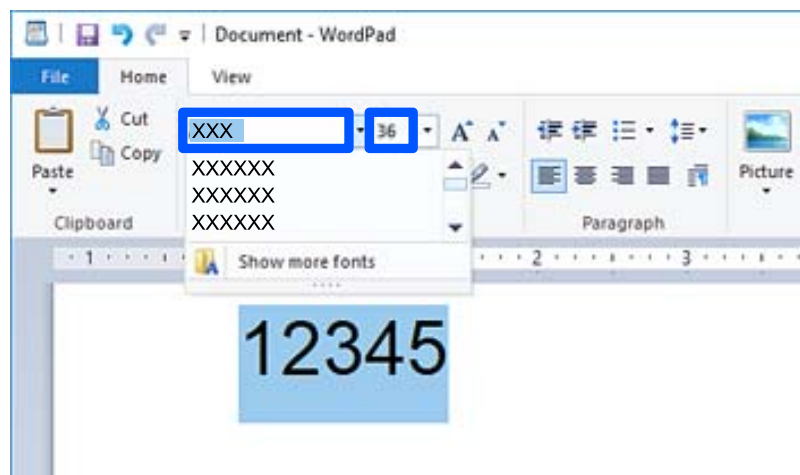 Document - WordPad
File Home View
Cut
Copy
Paste
Clipboard
XXX 36 A A
XXXXXX
XXXXXX
XXXXXX
Show more fonts
Paragraph
Picture
1 2 3
12345